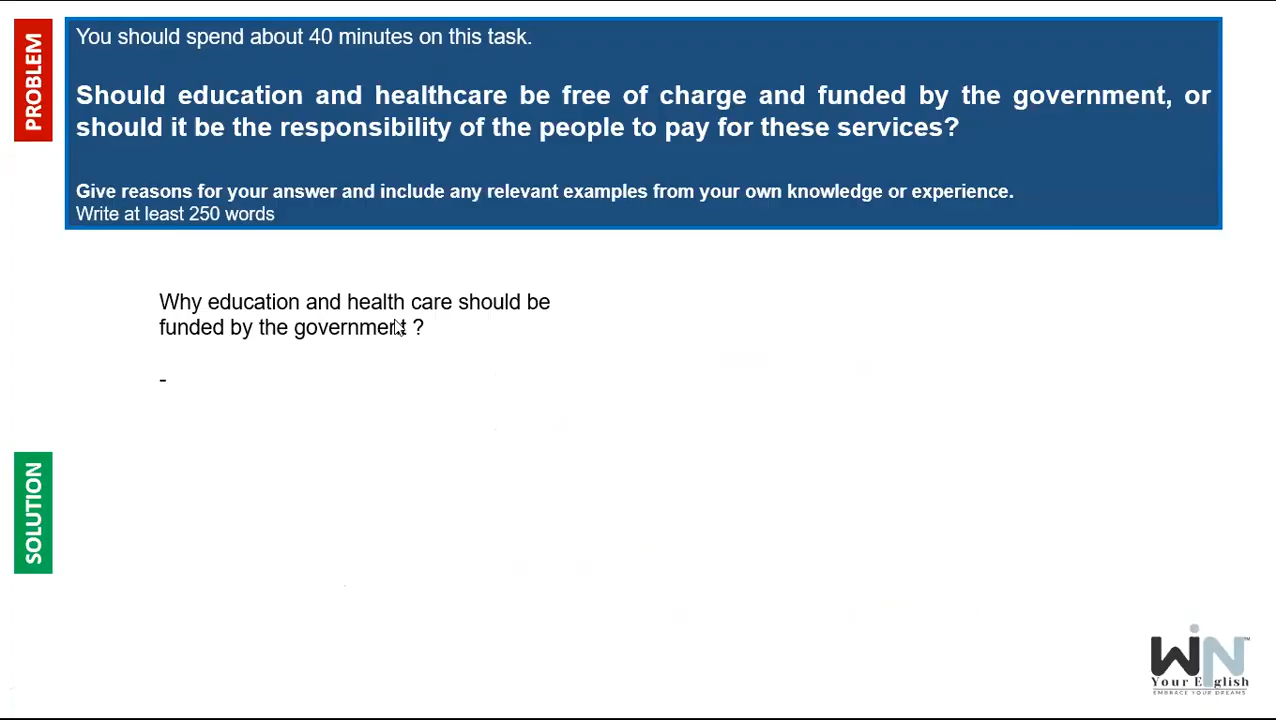 PROBLEM
You should spend about 40 minutes on this task.
Should education and healthcare be free of charge and funded by the government, or
should it be the responsibility of the people to pay for these services?
Give reasons for your answer and include any relevant examples from your own knowledge or experience.
Write at least 250 words
Why education and health care should be
funded by the government ?
-
SOLUTION
WiN™
Your English
EMBRACE YOUR DREAMS